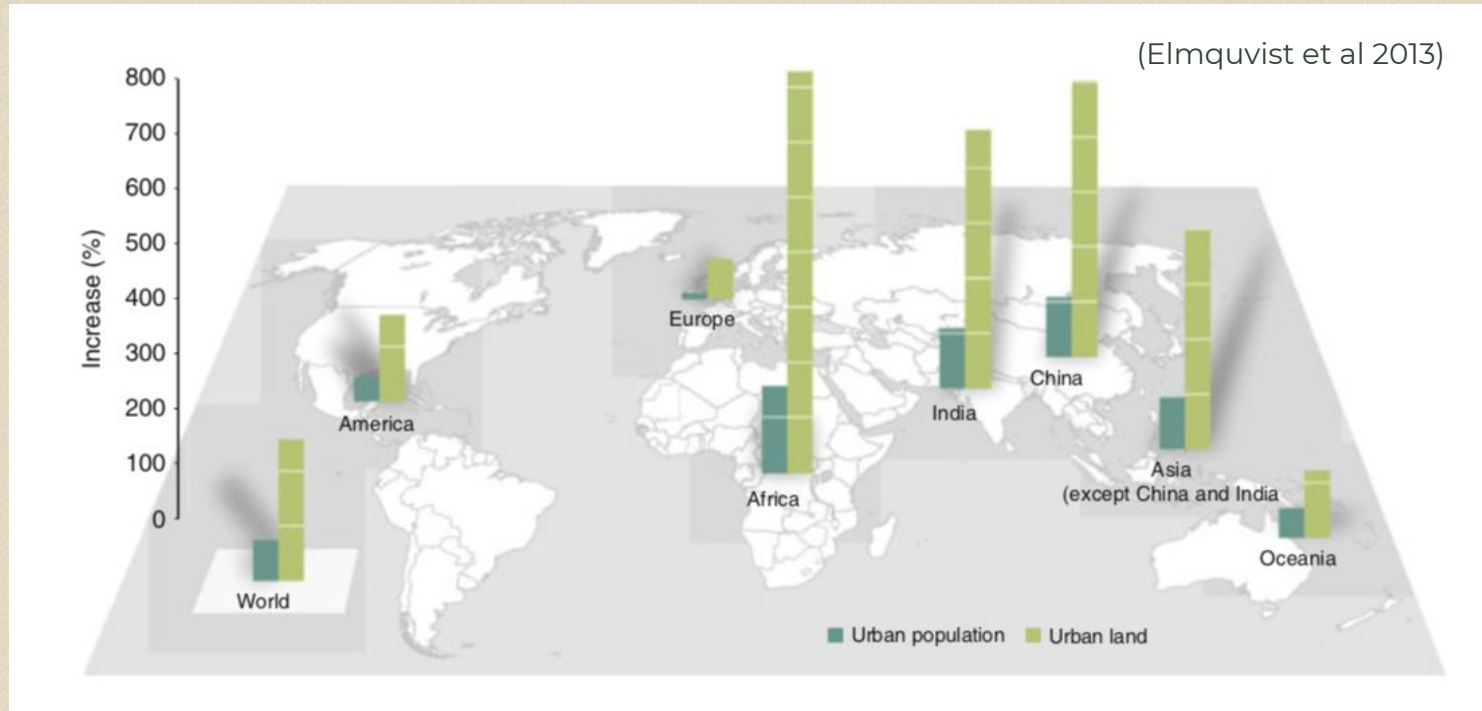 (Elmquvist et al 2013)
800
700
600
500
400
300
200
100
0
Increase (%)
Europe
America
China
India
Asia
(except China and India
Africa
Oceania
World
Urban population
Urban land